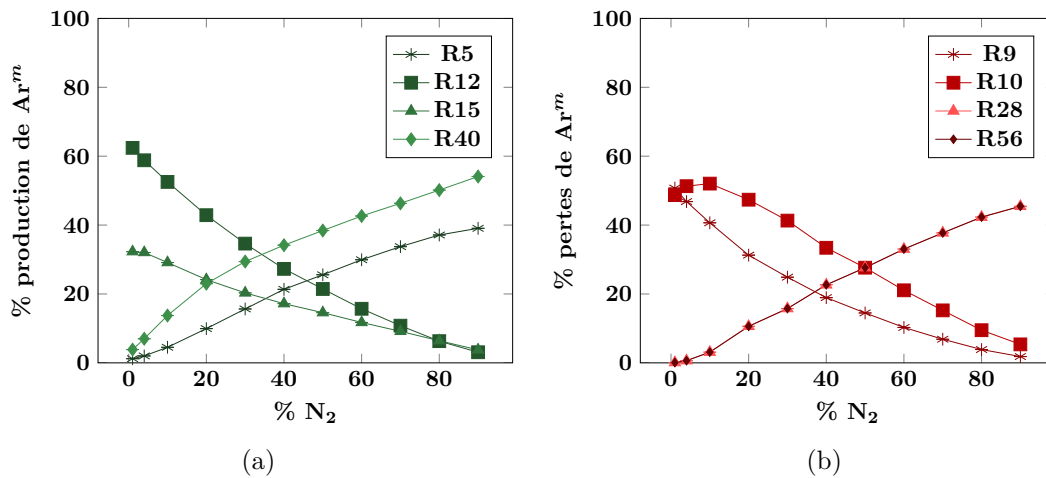 100
80
60
40
20
0
% production de Ar^m
0 20 40 60 80
% N₂
R5
R12
R15
R40
(a)
100
80
60
40
20
0
% pertes de Ar^m
0 20 40 60 80
% N₂
R9
R10
R28
R56
(b)